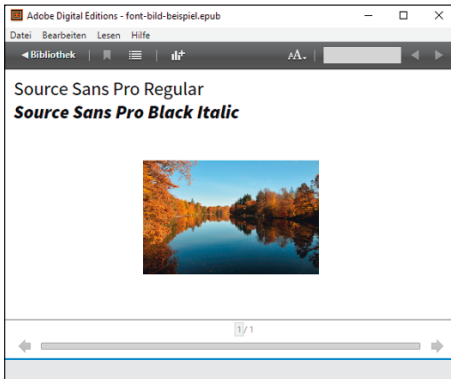 Adobe Digital Editions - font-bild-beispiel.epub
Datei Bearbeiten Lesen Hilfe
Bibliothek AA
Source Sans Pro Regular
Source Sans Pro Black Italic
1 / 1